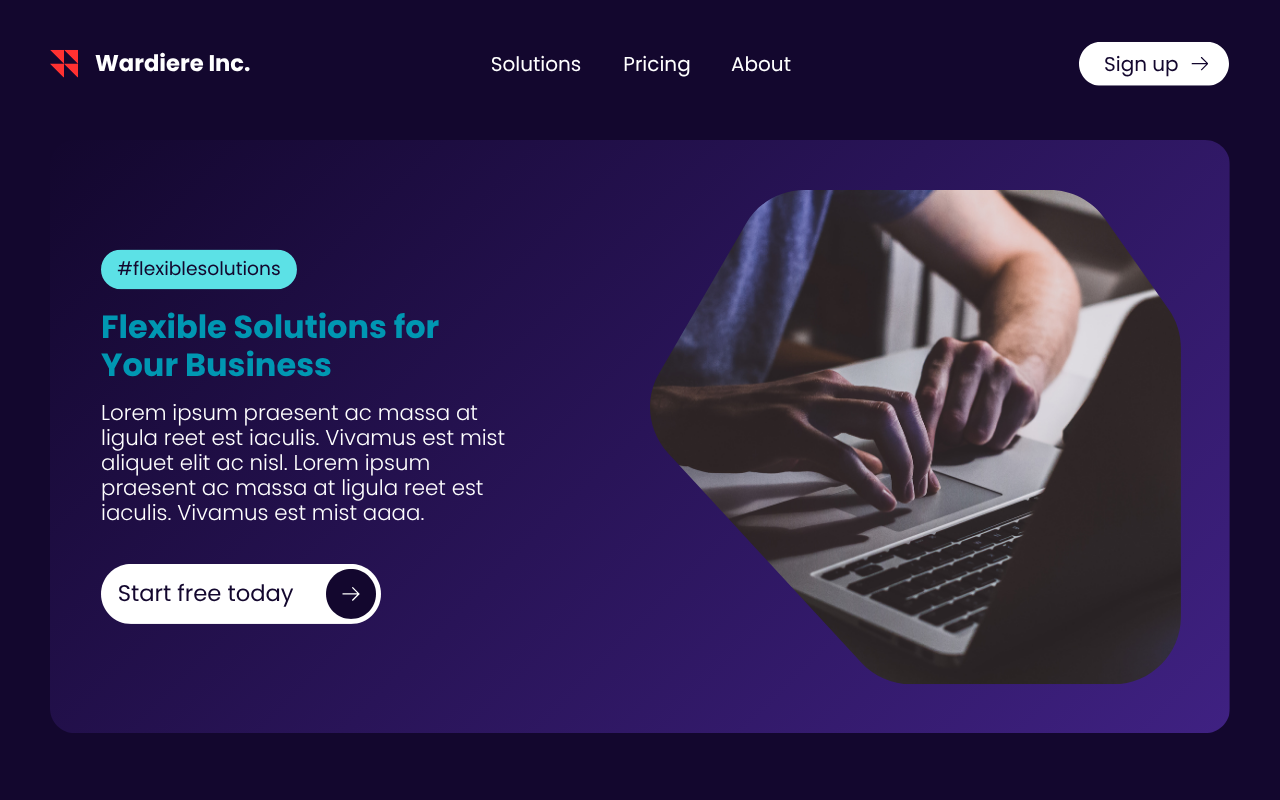 Wardiere Inc.
Solutions
Pricing
About
Sign up
#flexiblesolutions
Flexible Solutions for
Your Business
Lorem ipsum praesent ac massa at
ligula reet est iaculis. Vivamus est mist
aliquet elit ac nisl. Lorem ipsum
praesent ac massa at ligula reet est
iaculis. Vivamus est mist aaaa.
Start free today